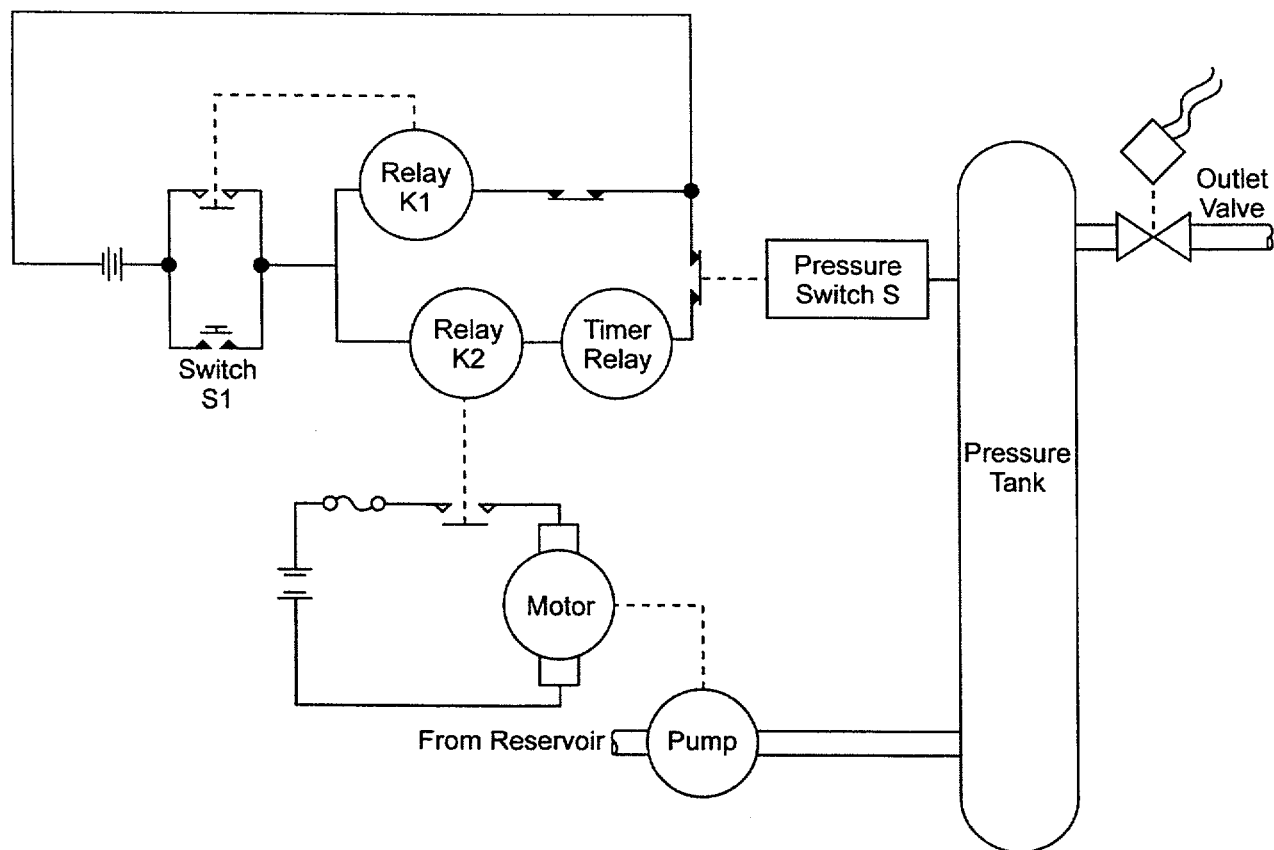 Relay
K1
Outlet
Valve
Pressure
Switch S
Relay
K2
Timer
Relay
Switch
S1
Pressure
Tank
Motor
From Reservoir
Pump